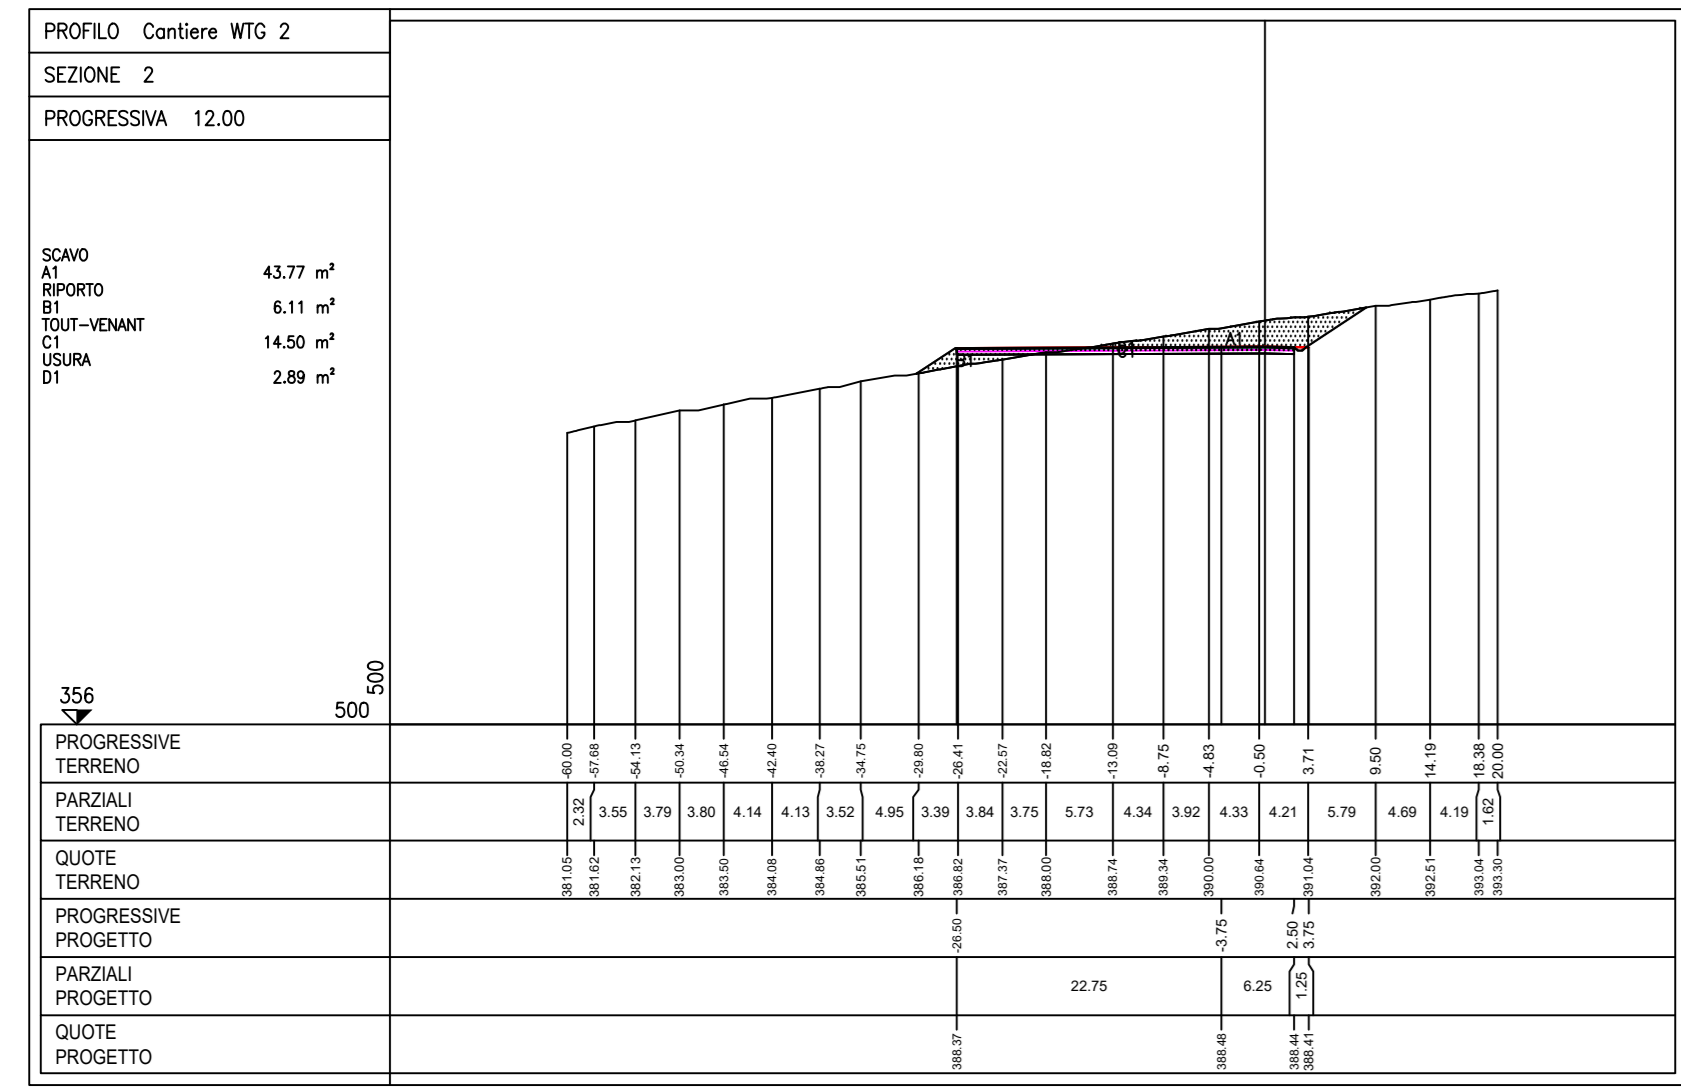 PROFILO Cantiere WTG 2
SEZIONE 2
PROGRESSIVA 12.00
SCAVO
A1 43.77 m²
RIPORTO
B1 6.11 m²
TOUT-VENANT
C1 14.50 m²
USURA
D1 2.89 m²
B1
A1
356
500
500
PROGRESSIVE
TERRENO
-60.00 -57.68 -54.13 -50.34 -46.54 -42.40 -38.27 -34.75 -29.80 -26.41 -22.57 -18.82 -13.09 -8.75 -4.83 -0.50 3.71 9.50 14.19 18.38 20.00
PARZIALI
TERRENO
2.32 3.55 3.79 3.80 4.14 4.13 3.52 4.95 3.39 3.84 3.75 5.73 4.34 3.92 4.33 4.21 5.79 4.69 4.19 1.62
QUOTE
TERRENO
381.05 381.62 382.13 383.00 383.50 384.08 384.86 385.51 386.18 386.82 387.37 388.00 388.74 389.34 390.00 390.64 391.04 392.00 392.51 393.04 393.30
PROGRESSIVE
PROGETTO
-26.50 -3.75 2.50 3.75
PARZIALI
PROGETTO
22.75 6.25 1.25
QUOTE
PROGETTO
388.37 388.48 388.44 388.41